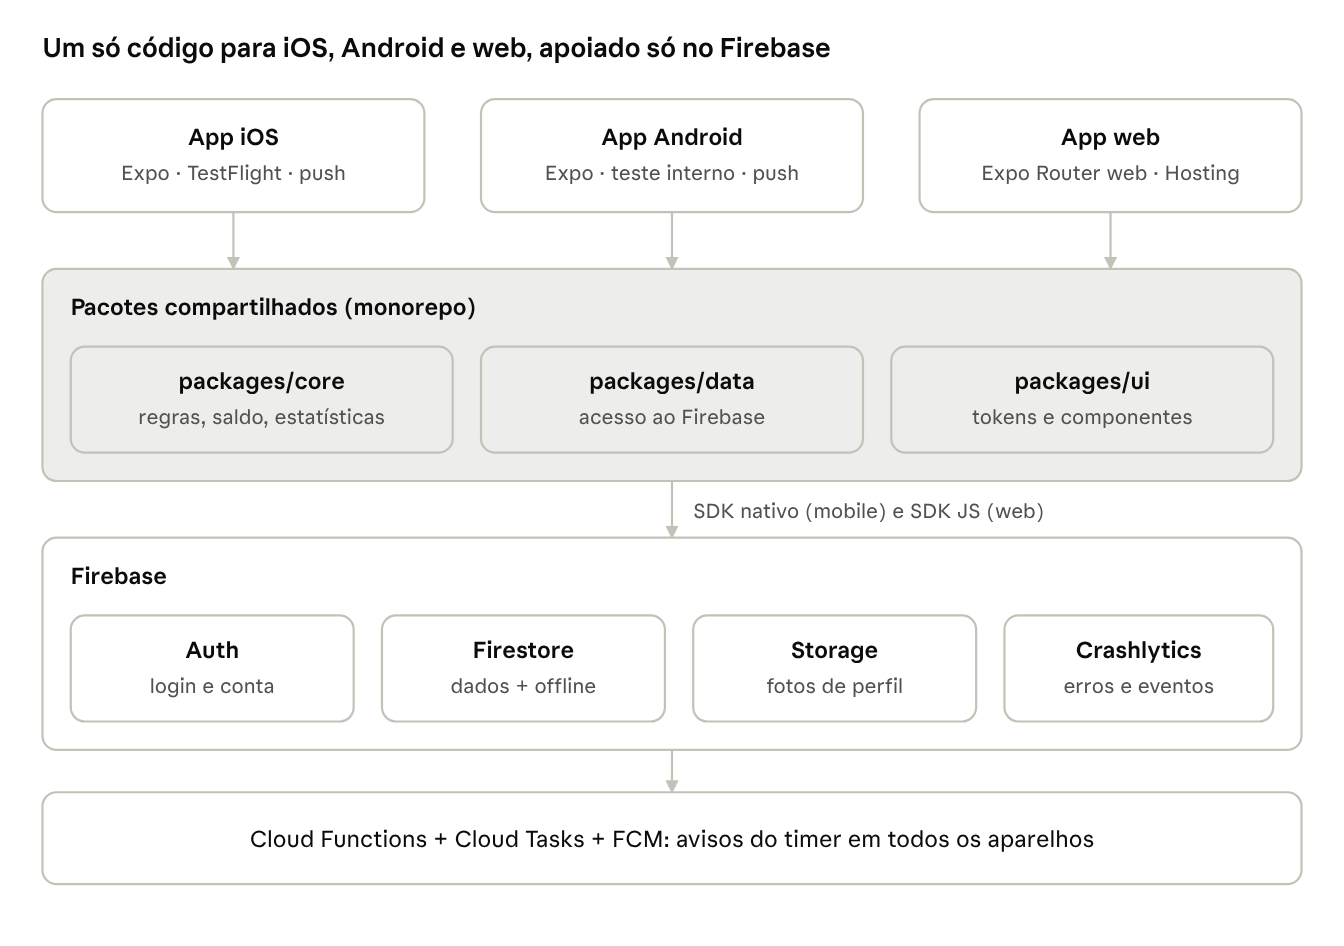 Um só código para iOS, Android e web, apoiado só no Firebase
App iOS
Expo · TestFlight · push
App Android
Expo · teste interno · push
App web
Expo Router web · Hosting
Pacotes compartilhados (monorepo)
packages/core
regras, saldo, estatísticas
packages/data
acesso ao Firebase
packages/ui
tokens e componentes
SDK nativo (mobile) e SDK JS (web)
Firebase
Auth
login e conta
Firestore
dados + offline
Storage
fotos de perfil
Crashlytics
erros e eventos
Cloud Functions + Cloud Tasks + FCM: avisos do timer em todos os aparelhos